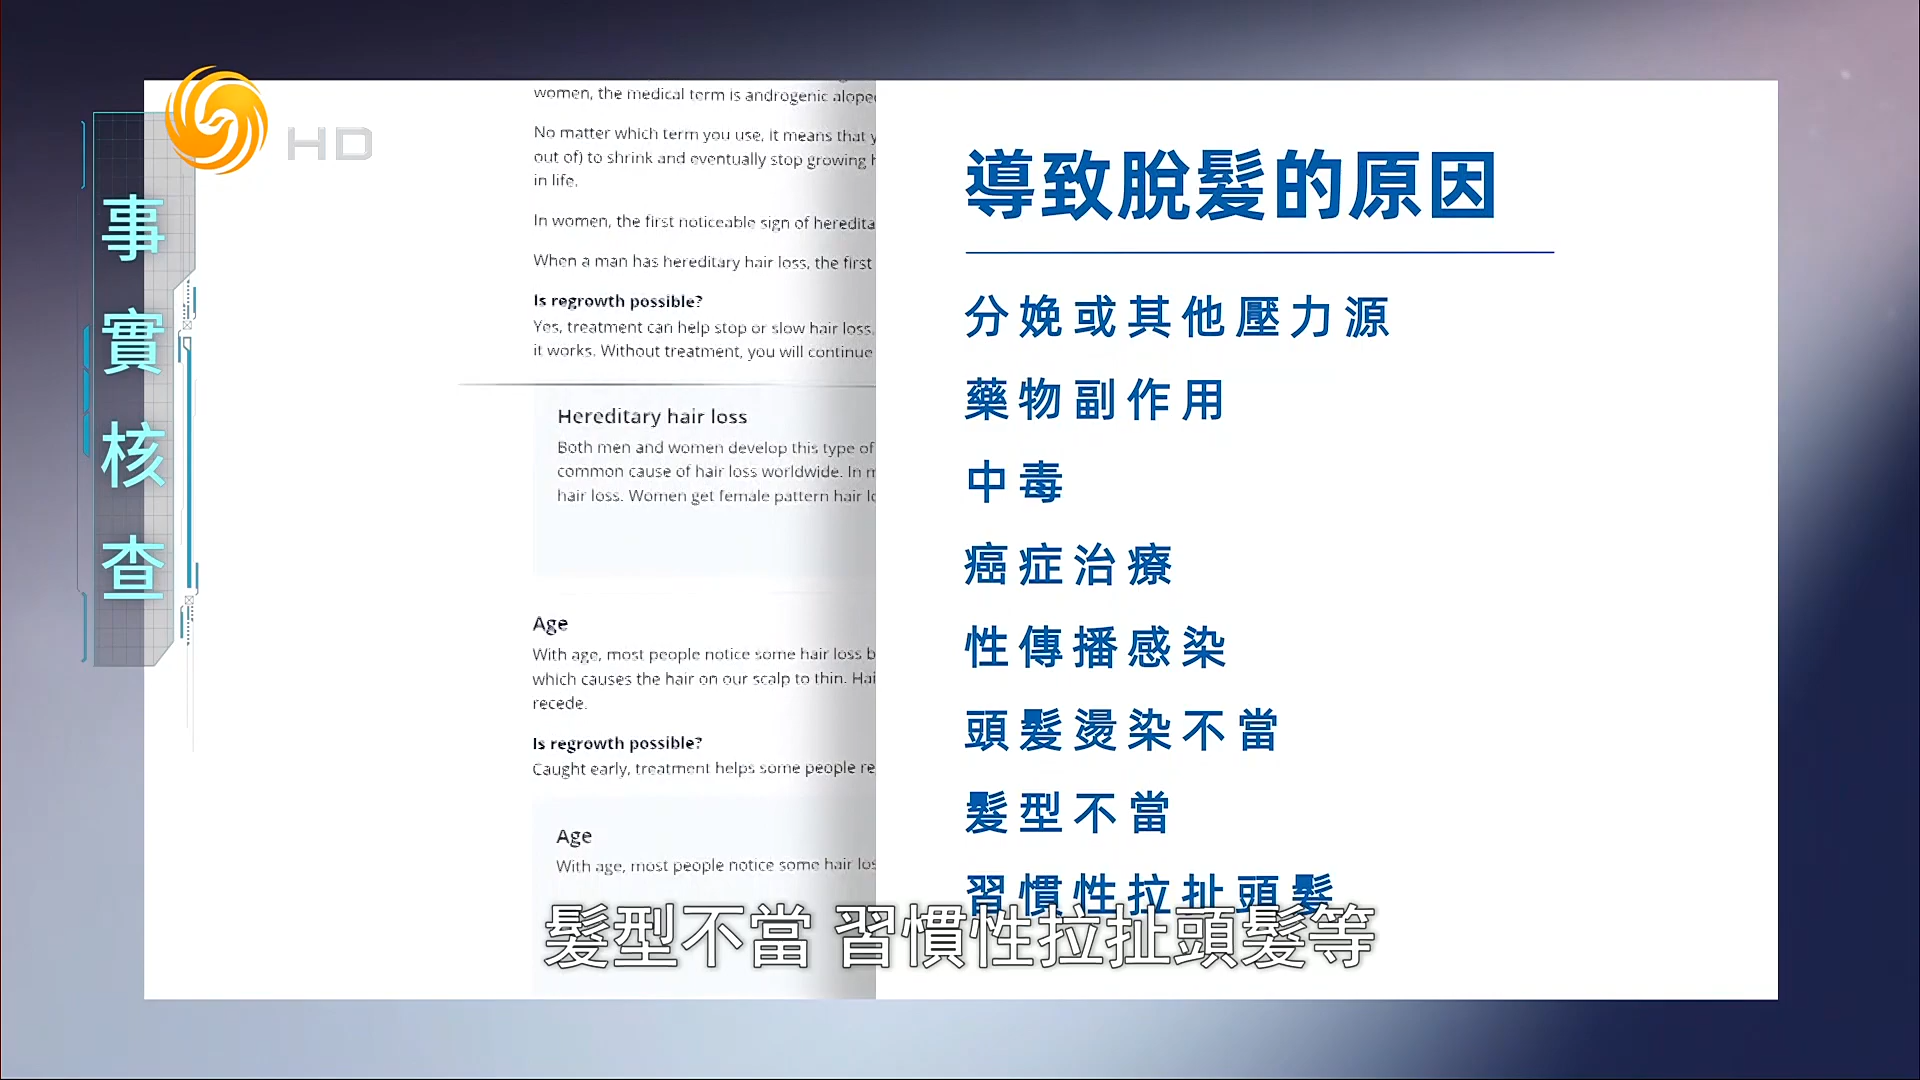 HD
事實核查
women, the medical term is androgenic
No matter which term you use, it means that
out of) to shrink and eventually stop growing
in life.
In women, the first noticeable sign of
When a man has hereditary hair loss, the first
Is regrowth possible?
Yes, treatment can help stop or slow hair loss.
it works. Without treatment, you will continue
Hereditary hair loss
Both men and women develop this type of
common cause of hair loss worldwide. In
hair loss. Women get female pattern hair
Age
With age, most people notice some hair loss
which causes the hair on our scalp to thin.
recede.
Is regrowth possible?
Caught early, treatment helps some people
Age
With age, most people notice some hair
導致脫髮的原因
分娩或其他壓力源
藥物副作用
中毒
癌症治療
性傳播感染
頭髮燙染不當
髮型不當
習慣性拉扯頭髮
髮型不當 習慣性拉扯頭髮等